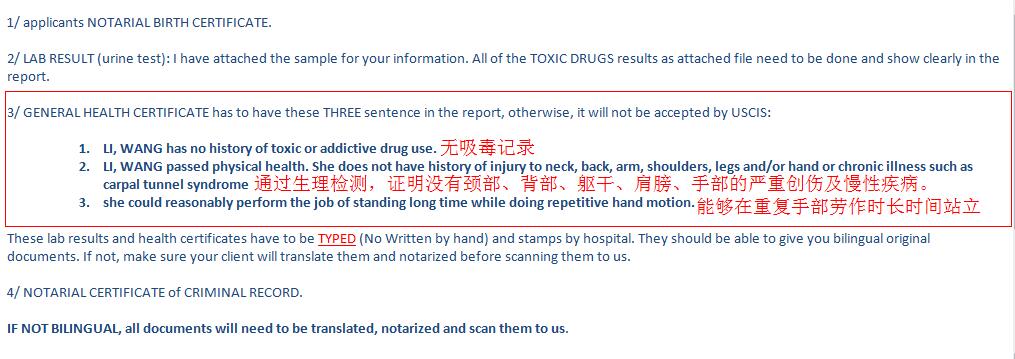 1/ applicants NOTARIAL BIRTH CERTIFICATE.
2/ LAB RESULT (urine test): I have attached the sample for your information. All of the TOXIC DRUGS results as attached file need to be done and show clearly in the
report.
3/ GENERAL HEALTH CERTIFICATE has to have these THREE sentence in the report, otherwise, it will not be accepted by USCIS:
1. LI, WANG has no history of toxic or addictive drug use. 无吸毒记录
2. LI, WANG passed physical health. She does not have history of injury to neck, back, arm, shoulders, legs and/or hand or chronic illness such as
carpal tunnel syndrome 通过生理检测，证明没有颈部、背部、躯干、肩膀、手部的严重创伤及慢性疾病。
3. she could reasonably perform the job of standing long time while doing repetitive hand motion. 能够在重复手部劳作时长时间站立
These lab results and health certificates have to be TYPED (No Written by hand) and stamps by hospital. They should be able to give you bilingual original
documents. If not, make sure your client will translate them and notarized before scanning them to us.
4/ NOTARIAL CERTIFICATE of CRIMINAL RECORD.
IF NOT BILINGUAL, all documents will need to be translated, notarized and scan them to us.